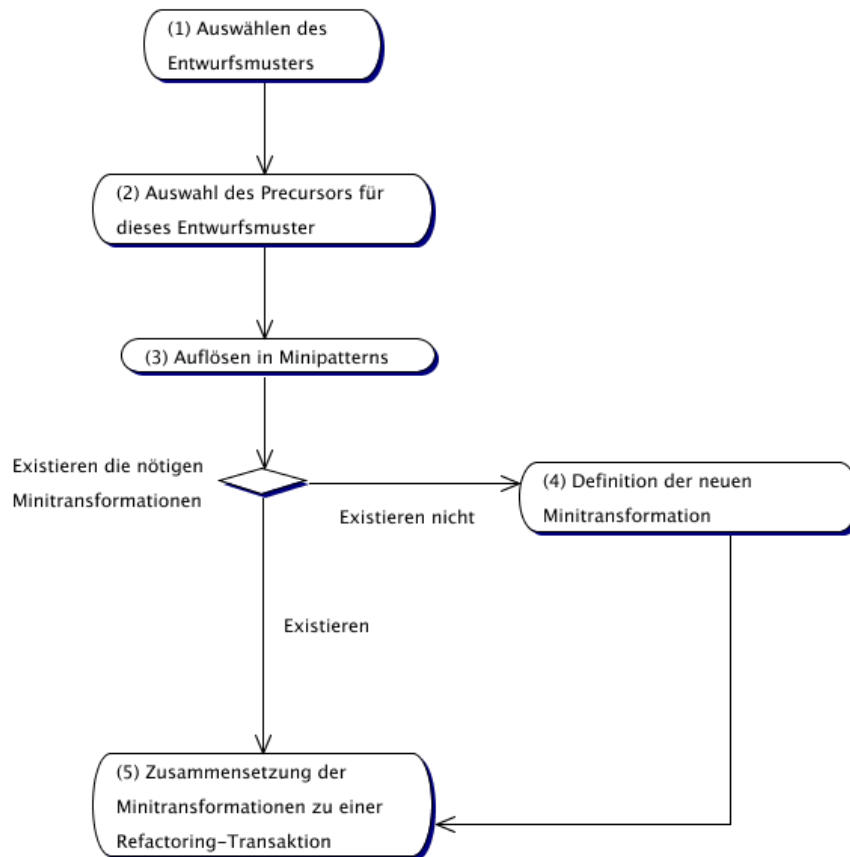 (1) Auswählen des
Entwurfsmusters
(2) Auswahl des Precursors für
dieses Entwurfsmuster
(3) Auflösen in Minipatterns
Existieren die nötigen
Minitransformationen
Existieren nicht
(4) Definition der neuen
Minitransformation
Existieren
(5) Zusammensetzung der
Minitransformationen zu einer
Refactoring-Transaktion